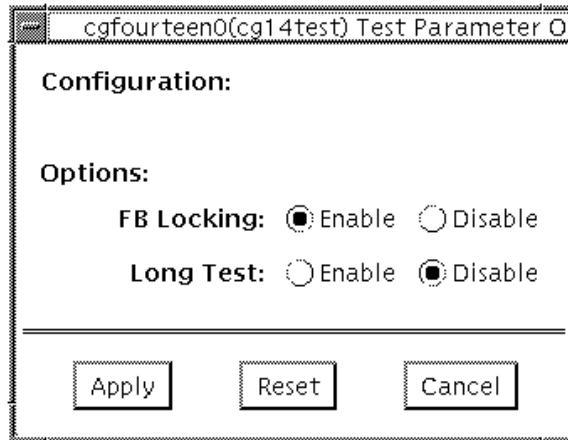 cgfourteen0(cg14test) Test Parameter O
Configuration:
Options:
FB Locking: Enable Disable
Long Test: Enable Disable
Apply Reset Cancel